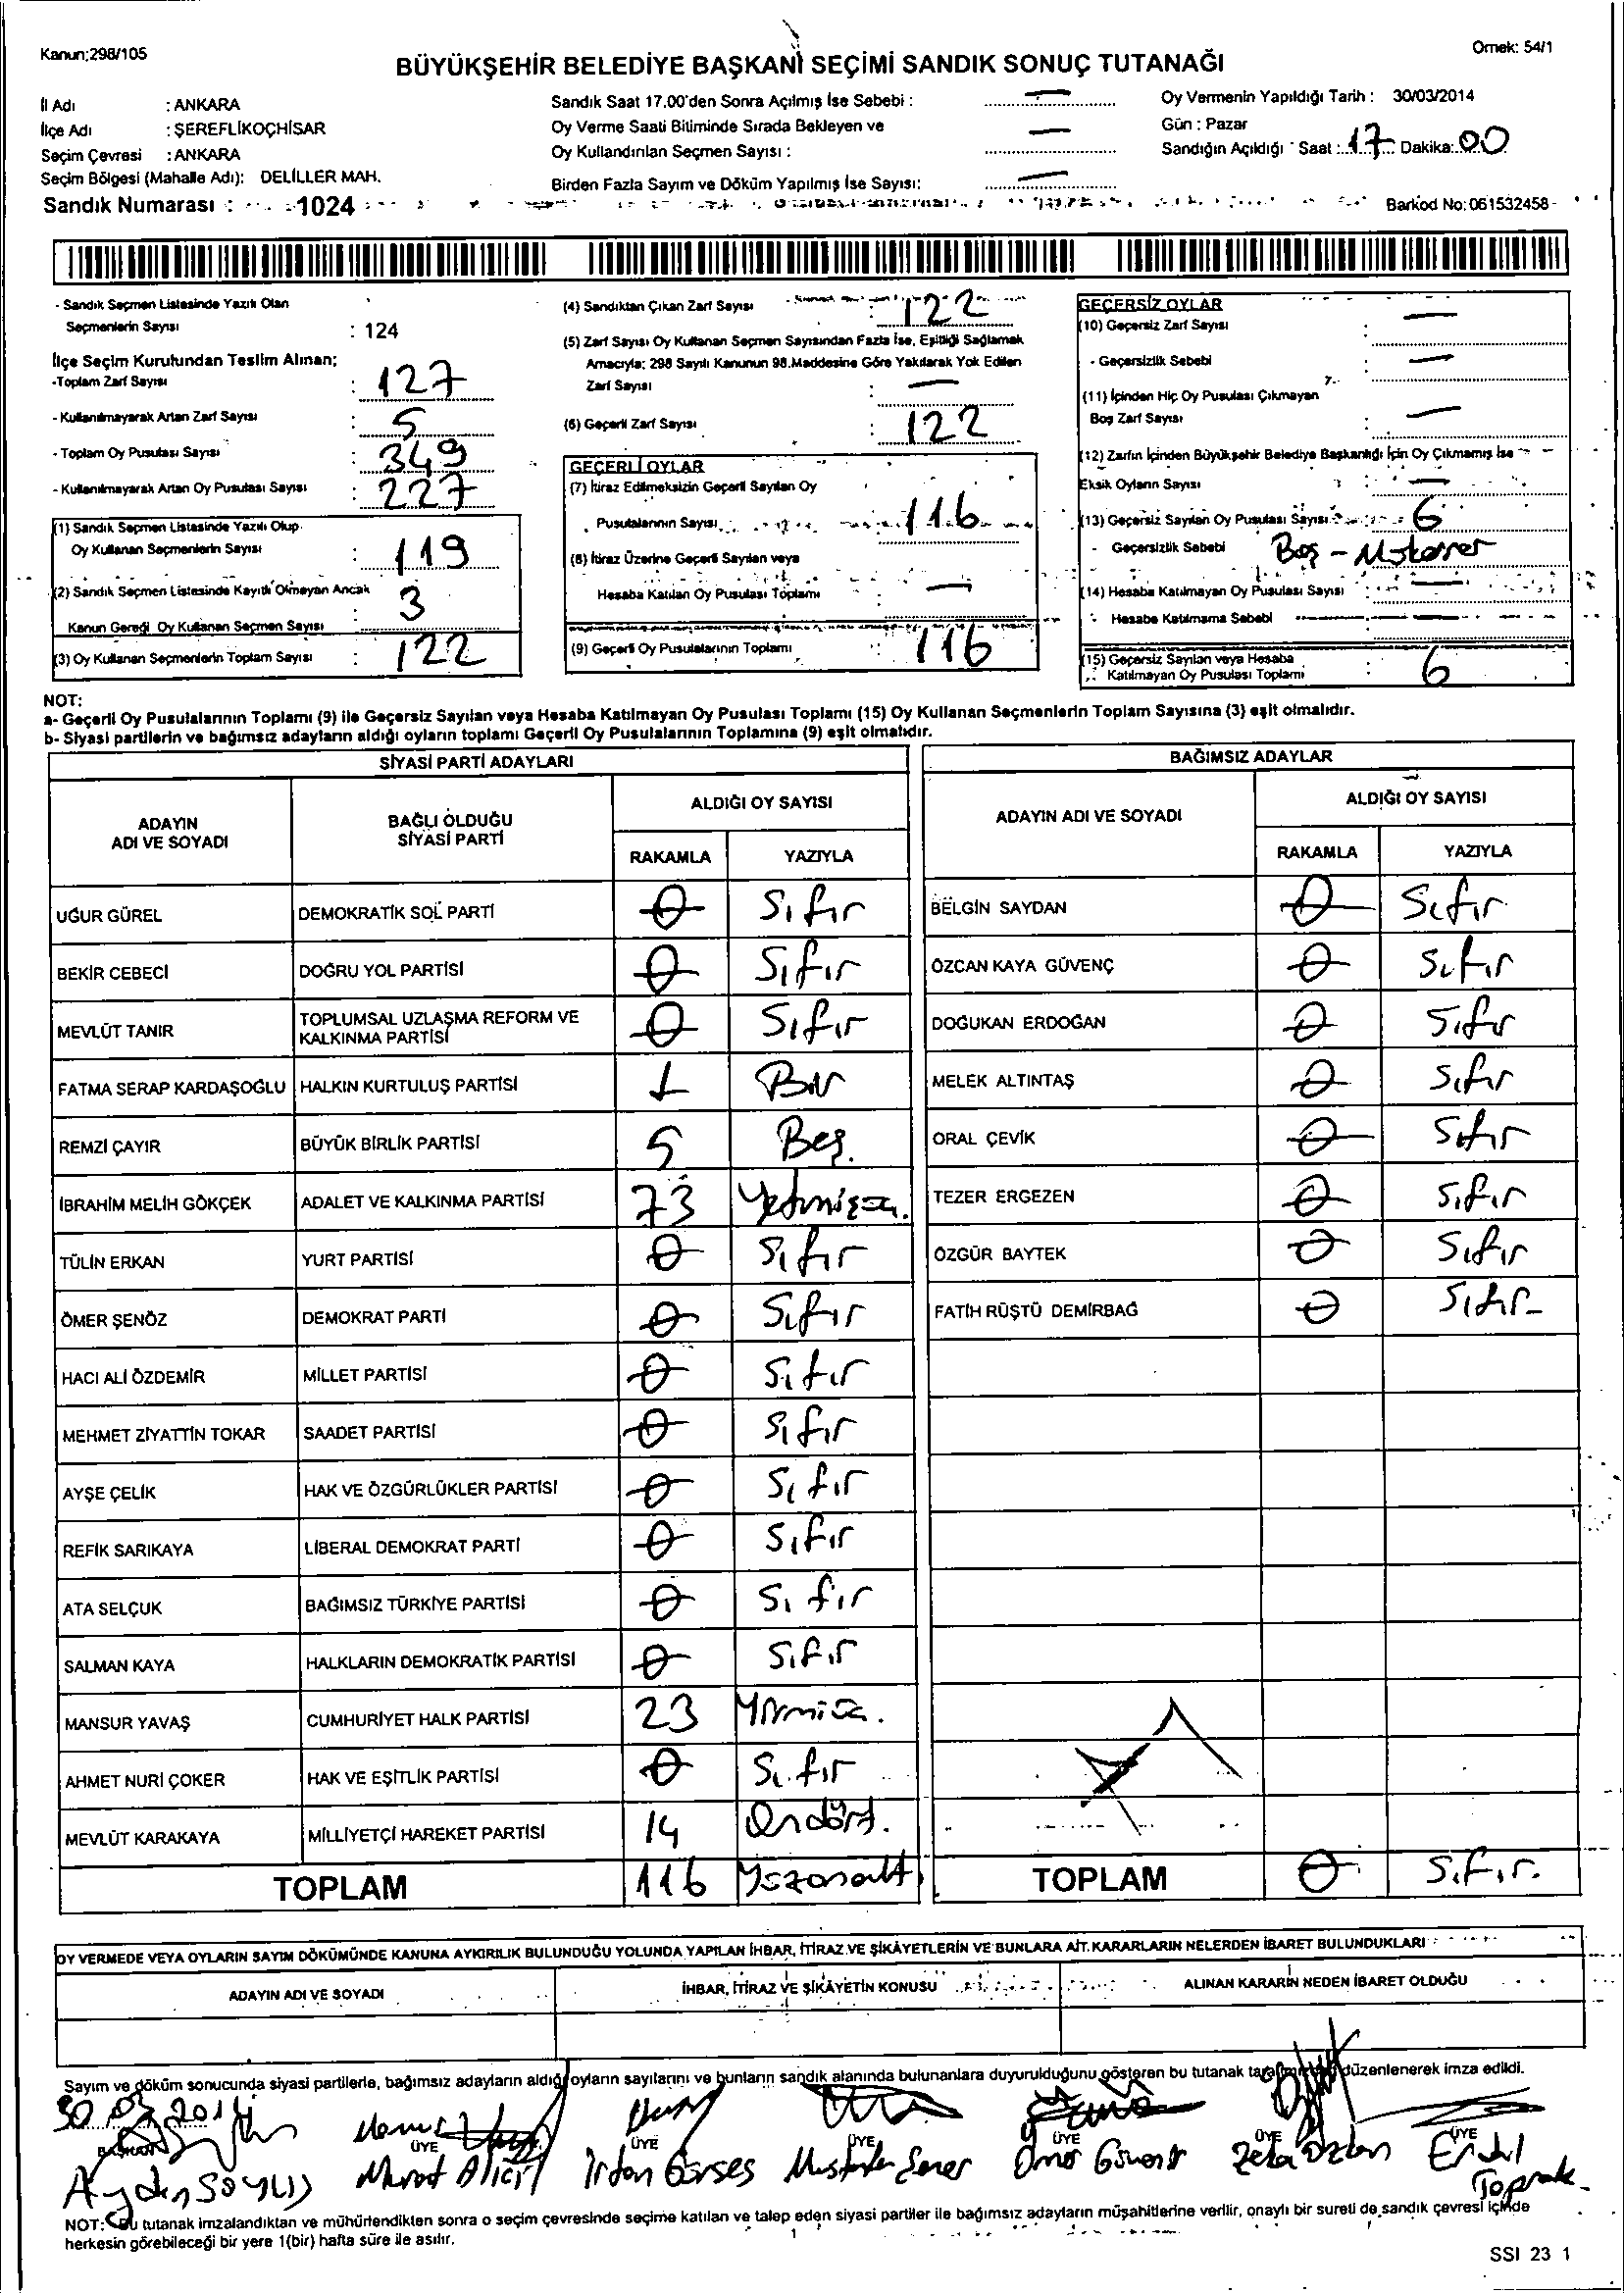 Kanun:298/105
Örnek: 54/1
BÜYÜKŞEHİR BELEDİYE BAŞKANI SEÇİMİ SANDIK SONUÇ TUTANAĞI
İl Adı : ANKARA
İlçe Adı : ŞEREFLİKOÇHİSAR
Seçim Çevresi : ANKARA
Seçim Bölgesi (Mahalle Adı): DELİLLER MAH.
Sandık Numarası : 1024
Sandık Saat 17.00'den Sonra Açılmış İse Sebebi : —
Oy Verme Saati Bitiminde Sırada Bekleyen ve
Oy Kullandırılan Seçmen Sayısı : —
Birden Fazla Sayım ve Döküm Yapılmış İse Sayısı: —
Oy Vermenin Yapıldığı Tarih : 30/03/2014
Gün : Pazar
Sandığın Açıldığı Saat : 17 Dakika: 00
Barkod No: 061532458
- Sandık Seçmen Listesinde Yazılı Olan
Seçmenlerin Sayısı : 124
İlçe Seçim Kurulundan Teslim Alınan;
-Toplam Zarf Sayısı : 127
- Kullanılmayarak Artan Zarf Sayısı : 5
- Toplam Oy Pusulası Sayısı : 349
- Kullanılmayarak Artan Oy Pusulası Sayısı : 227
(1) Sandık Seçmen Listesinde Yazılı Olup
Oy Kullanan Seçmenlerin Sayısı : 119
(2) Sandık Seçmen Listesinde Kayıtlı Olmayan Ancak
Kanun Gereği Oy Kullanan Seçmen Sayısı 3
(3) Oy Kullanan Seçmenlerin Toplam Sayısı : 122
(4) Sandıktan Çıkan Zarf Sayısı : 122
(5) Zarf Sayısı Oy Kullanan Seçmen Sayısından Fazla İse, Eşitliği Sağlamak
Amacıyla; 298 Sayılı Kanunun 98.Maddesine Göre Yakılarak Yok Edilen
Zarf Sayısı : —
(6) Geçerli Zarf Sayısı : 122
GEÇERLİ OYLAR
(7) İtiraz Edilmeksizin Geçerli Sayılan Oy
Pusulalarının Sayısı 116
(8) İtiraz Üzerine Geçerli Sayılan veya
Hesaba Katılan Oy Pusulası Toplamı : —
(9) Geçerli Oy Pusulalarının Toplamı : 116
GEÇERSİZ OYLAR
(10) Geçersiz Zarf Sayısı : —
- Geçersizlik Sebebi : —
(11) İçinden Hiç Oy Pusulası Çıkmayan
Boş Zarf Sayısı : —
(12) Zarfın İçinden Büyükşehir Belediye Başkanlığı İçin Oy Çıkmamış İse
Eksik Oyların Sayısı : —
(13) Geçersiz Sayılan Oy Pusulası Sayısı : 6
- Geçersizlik Sebebi Boş - Mükerrer
(14) Hesaba Katılmayan Oy Pusulası Sayısı : —
- Hesaba Katılmama Sebebi —
(15) Geçersiz Sayılan veya Hesaba
Katılmayan Oy Pusulası Toplamı : 6
NOT:
a- Geçerli Oy Pusulalarının Toplamı (9) ile Geçersiz Sayılan veya Hesaba Katılmayan Oy Pusulası Toplamı (15) Oy Kullanan Seçmenlerin Toplam Sayısına (3) eşit olmalıdır.
b- Siyasi partilerin ve bağımsız adayların aldığı oyların toplamı Geçerli Oy Pusulalarının Toplamına (9) eşit olmalıdır.
SİYASİ PARTİ ADAYLARI
ADAYIN ADI VE SOYADI
BAĞLI OLDUĞU SİYASİ PARTİ
ALDIĞI OY SAYISI
RAKAMLA YAZIYLA
UĞUR GÜREL DEMOKRATİK SOL PARTİ 0 Sıfır
BEKİR CEBECİ DOĞRU YOL PARTİSİ 0 Sıfır
MEVLÜT TANIR TOPLUMSAL UZLAŞMA REFORM VE KALKINMA PARTİSİ 0 Sıfır
FATMA SERAP KARDAŞOĞLU HALKIN KURTULUŞ PARTİSİ 1 Bir
REMZİ ÇAYIR BÜYÜK BİRLİK PARTİSİ 5 Beş.
İBRAHİM MELİH GÖKÇEK ADALET VE KALKINMA PARTİSİ 73 Yetmişüç.
TÜLİN ERKAN YURT PARTİSİ 0 Sıfır
ÖMER ŞENÖZ DEMOKRAT PARTİ 0 Sıfır
HACI ALİ ÖZDEMİR MİLLET PARTİSİ 0 Sıfır
MEHMET ZİYATTİN TOKAR SAADET PARTİSİ 0 Sıfır
AYŞE ÇELİK HAK VE ÖZGÜRLÜKLER PARTİSİ 0 Sıfır
REFİK SARIKAYA LİBERAL DEMOKRAT PARTİ 0 Sıfır
ATA SELÇUK BAĞIMSIZ TÜRKİYE PARTİSİ 0 Sıfır
SALMAN KAYA HALKLARIN DEMOKRATİK PARTİSİ 0 Sıfır
MANSUR YAVAŞ CUMHURİYET HALK PARTİSİ 23 Yirmiüç.
AHMET NURİ ÇOKER HAK VE EŞİTLİK PARTİSİ 0 Sıfır
MEVLÜT KARAKAYA MİLLİYETÇİ HAREKET PARTİSİ 14 Ondört.
TOPLAM 116 Yüzonaltı
BAĞIMSIZ ADAYLAR
ADAYIN ADI VE SOYADI
ALDIĞI OY SAYISI
RAKAMLA YAZIYLA
BELGİN SAYDAN 0 Sıfır
ÖZCAN KAYA GÜVENÇ 0 Sıfır
DOĞUKAN ERDOĞAN 0 Sıfır
MELEK ALTINTAŞ 0 Sıfır
ORAL ÇEVİK 0 Sıfır
TEZER ERGEZEN 0 Sıfır
ÖZGÜR BAYTEK 0 Sıfır
FATİH RÜŞTÜ DEMİRBAĞ 0 Sıfır
TOPLAM 0 Sıfır.
OY VERMEDE VEYA OYLARIN SAYIM DÖKÜMÜNDE KANUNA AYKIRILIK BULUNDUĞU YOLUNDA YAPILAN İHBAR, İTİRAZ VE ŞİKÂYETLERİN VE BUNLARA AİT KARARLARIN NELERDEN İBARET BULUNDUKLARI
ADAYIN ADI VE SOYADI
İHBAR, İTİRAZ VE ŞİKÂYETİN KONUSU
ALINAN KARARIN NEDEN İBARET OLDUĞU
Sayım ve döküm sonucunda siyasi partilerle, bağımsız adayların aldığı oyların sayılarını ve bunların sandık alanında bulunanlara duyurulduğunu gösteren bu tutanak düzenlenerek imza edildi.
30 03 2014
BAŞKAN ÜYE ÜYE ÜYE ÜYE ÜYE ÜYE
Aydın Soylu Murat İrfan Gürses Mustafa Şener Ömer Zeka Özkan Toprak
NOT: Bu tutanak imzalandıktan ve mühürlendikten sonra o seçim çevresinde seçime katılan ve talep eden siyasi partiler ile bağımsız adayların müşahitlerine verilir, onaylı bir sureti de sandık çevresi içinde
herkesin görebileceği bir yere 1(bir) hafta süre ile asılır.
SSI 23 1